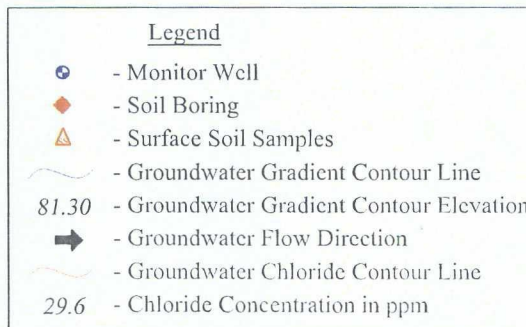 Legend
- Monitor Well
- Soil Boring
- Surface Soil Samples
- Groundwater Gradient Contour Line
81.30 - Groundwater Gradient Contour Elevation
- Groundwater Flow Direction
- Groundwater Chloride Contour Line
29.6 - Chloride Concentration in ppm